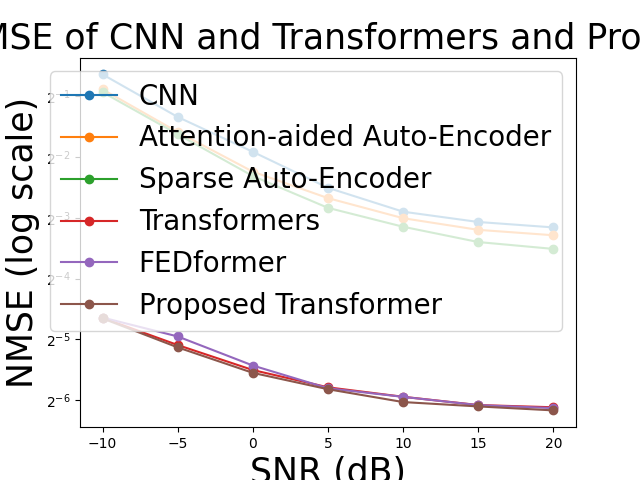 MSE of CNN and Transformers and Pro
CNN
Attention-aided Auto-Encoder
Sparse Auto-Encoder
Transformers
FEDformer
Proposed Transformer
NMSE (log scale)
2⁻¹
2⁻²
2⁻³
2⁻⁴
2⁻⁵
2⁻⁶
−10 −5 0 5 10 15 20
SNR (dB)